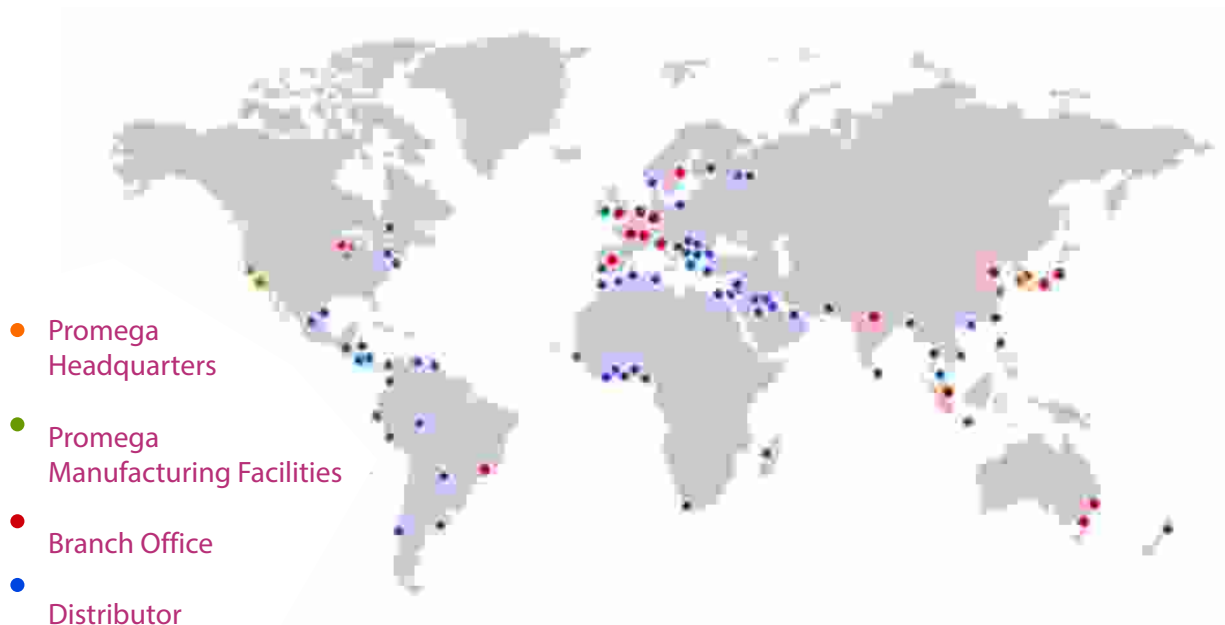 Promega
Headquarters
Promega
Manufacturing Facilities
Branch Office
Distributor